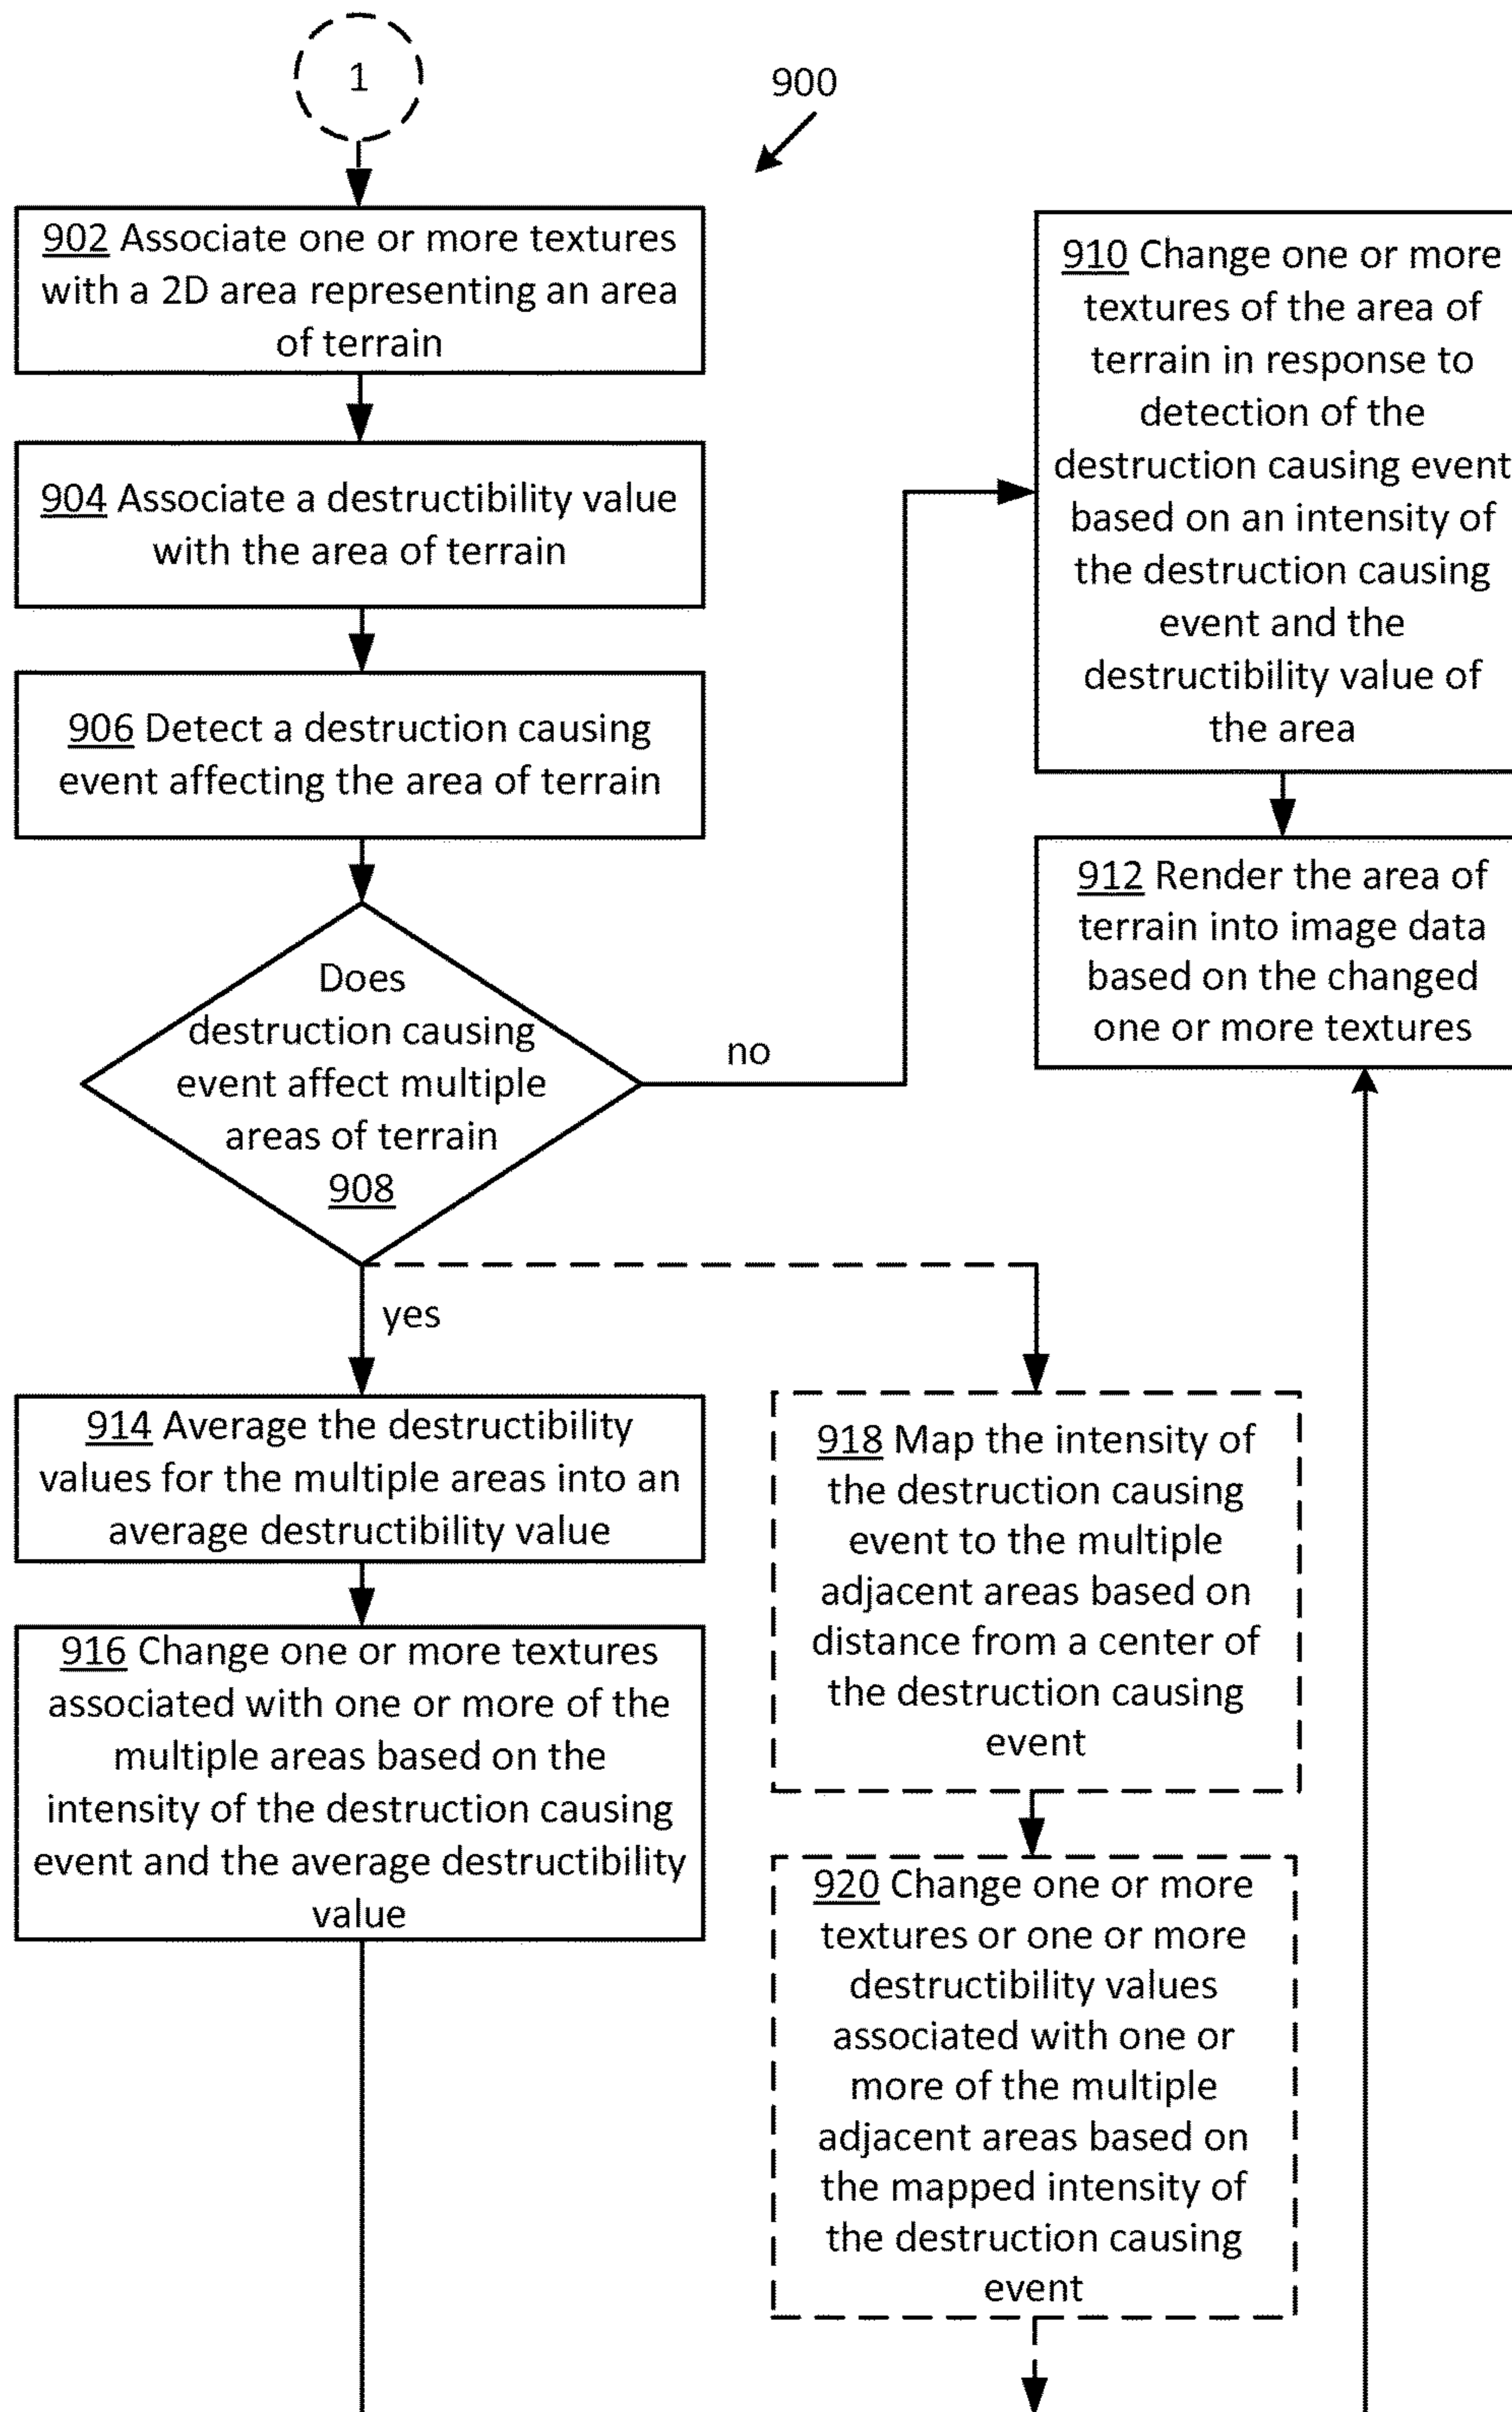 1
900
902 Associate one or more textures
with a 2D area representing an area
of terrain
904 Associate a destructibility value
with the area of terrain
906 Detect a destruction causing
event affecting the area of terrain
Does
destruction causing
event affect multiple
areas of terrain
908
no
yes
910 Change one or more
textures of the area of
terrain in response to
detection of the
destruction causing event
based on an intensity of
the destruction causing
event and the
destructibility value of
the area
912 Render the area of
terrain into image data
based on the changed
one or more textures
914 Average the destructibility
values for the multiple areas into an
average destructibility value
916 Change one or more textures
associated with one or more of the
multiple areas based on the
intensity of the destruction causing
event and the average destructibility
value
918 Map the intensity of
the destruction causing
event to the multiple
adjacent areas based on
distance from a center of
the destruction causing
event
920 Change one or more
textures or one or more
destructibility values
associated with one or
more of the multiple
adjacent areas based on
the mapped intensity of
the destruction causing
event